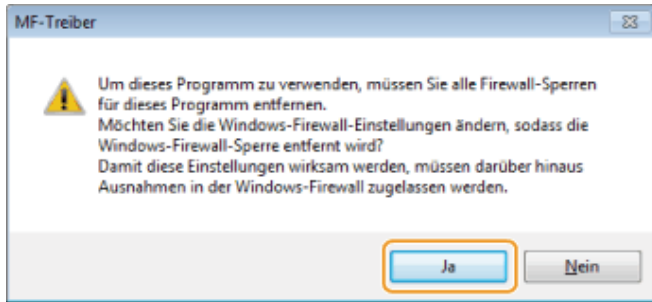 MF-Treiber
Um dieses Programm zu verwenden, müssen Sie alle Firewall-Sperren
für dieses Programm entfernen.
Möchten Sie die Windows-Firewall-Einstellungen ändern, sodass die
Windows-Firewall-Sperre entfernt wird?
Damit diese Einstellungen wirksam werden, müssen darüber hinaus
Ausnahmen in der Windows-Firewall zugelassen werden.
Ja
Nein